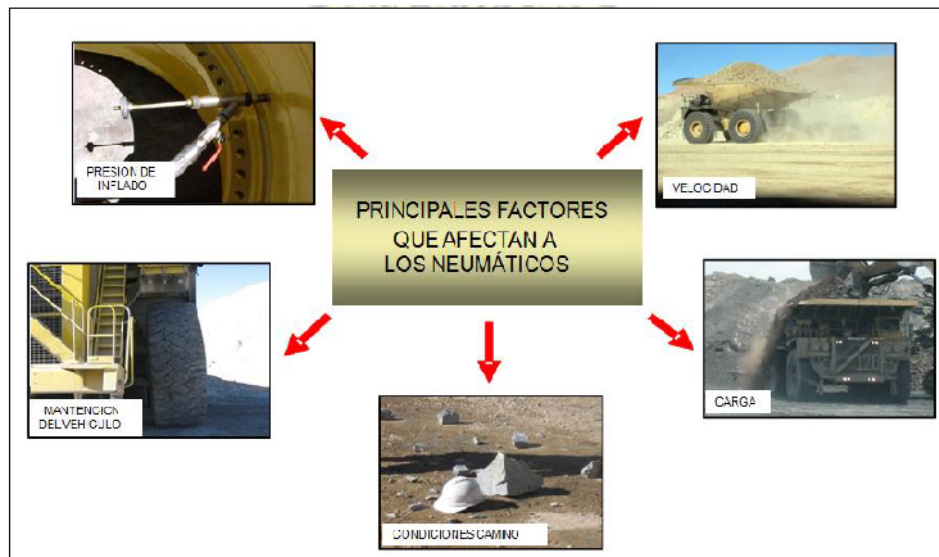 PRESION DE
INFLADO
VELOCIDAD
PRINCIPALES FACTORES
QUE AFECTAN A
LOS NEUMÁTICOS
MANTENCION
DEL VEHICULO
CARGA
CONDICIONES CAMINO